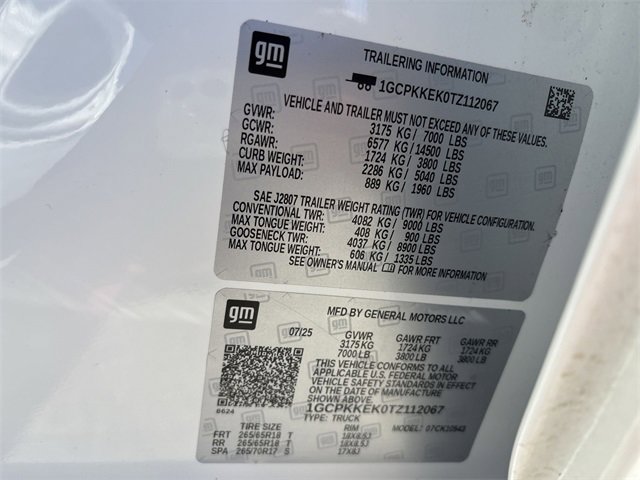 gm
TRAILERING INFORMATION
1GCPKKEK0TZ112067
VEHICLE AND TRAILER MUST NOT EXCEED ANY OF THESE VALUES.
GVWR: 3175 KG/ 7000 LBS
GCWR: 6577 KG/14500 LBS
RGAWR: 1724 KG/ 3800 LBS
CURB WEIGHT: 2286 KG/ 5040 LBS
MAX PAYLOAD: 889 KG/ 1960 LBS
SAE J2807 TRAILER WEIGHT RATING (TWR) FOR VEHICLE CONFIGURATION.
CONVENTIONAL TWR: 4082 KG/ 9000 LBS
MAX TONGUE WEIGHT: 408 KG/ 900 LBS
GOOSENECK TWR: 4037 KG/ 8900 LBS
MAX TONGUE WEIGHT: 606 KG/ 1335 LBS
SEE OWNER'S MANUAL FOR MORE INFORMATION
gm
MFD BY GENERAL MOTORS LLC
07/25 GVWR GAWR FRT GAWR RR
3175 KG 1724 KG 1724 KG
7000 LB 3800 LB 3800 LB
THIS VEHICLE CONFORMS TO ALL
APPLICABLE U.S. FEDERAL MOTOR
VEHICLE SAFETY STANDARDS IN EFFECT
ON THE DATE OF MANUFACTURE
SHOWN ABOVE.
1GCPKKEK0TZ112067
8624
TYPE: TRUCK MODEL: 07CK10543
TIRE SIZE RIM
FRT 265/65R18 T 18X8.5J
RR 265/65R18 T 18X8.5J
SPA 265/70R17 S 17X8J